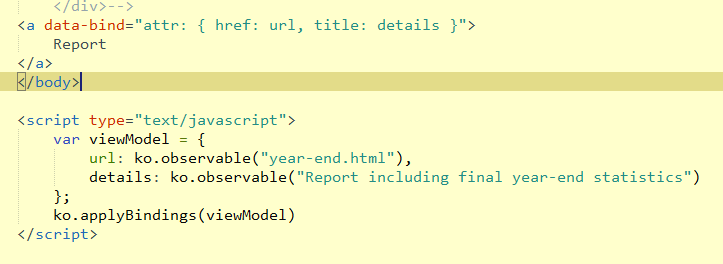 </div>-->
<a data-bind="attr: { href: url, title: details }">
Report
</a>
</body>
<script type="text/javascript">
var viewModel = {
url: ko.observable("year-end.html"),
details: ko.observable("Report including final year-end statistics")
};
ko.applyBindings(viewModel)
</script>